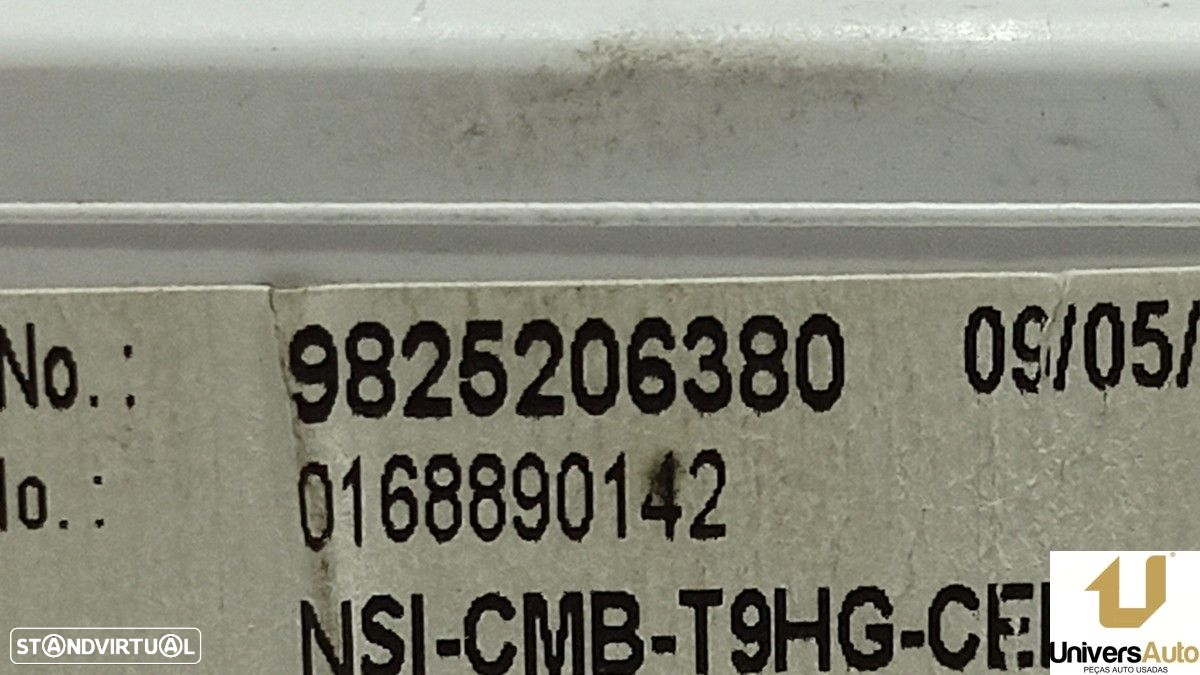 No.: 9825206380 09/05/
No.: 0168890142
NSI-CMB-T9HG-CE
STANDVIRTUAL
UniversAuto
PEÇAS AUTO USADAS